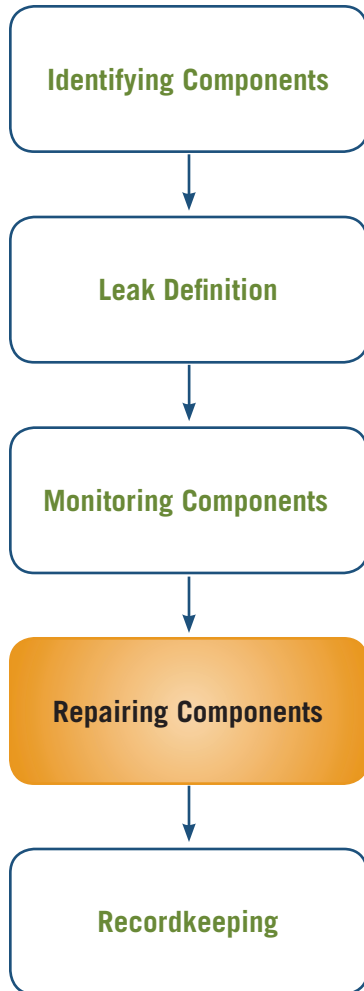 Identifying Components
Leak Definition
Monitoring Components
Repairing Components
Recordkeeping